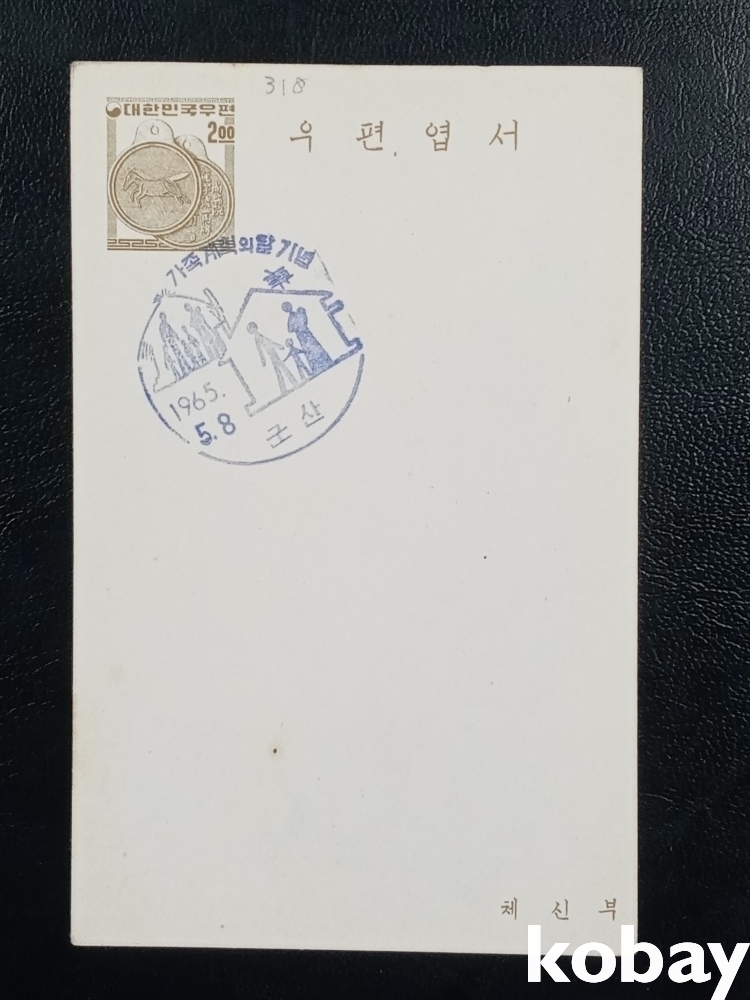 318
대한민국우편
2.00
우편엽서
가족계획의달기념
1965.
5.8
군산
체신부
kobay